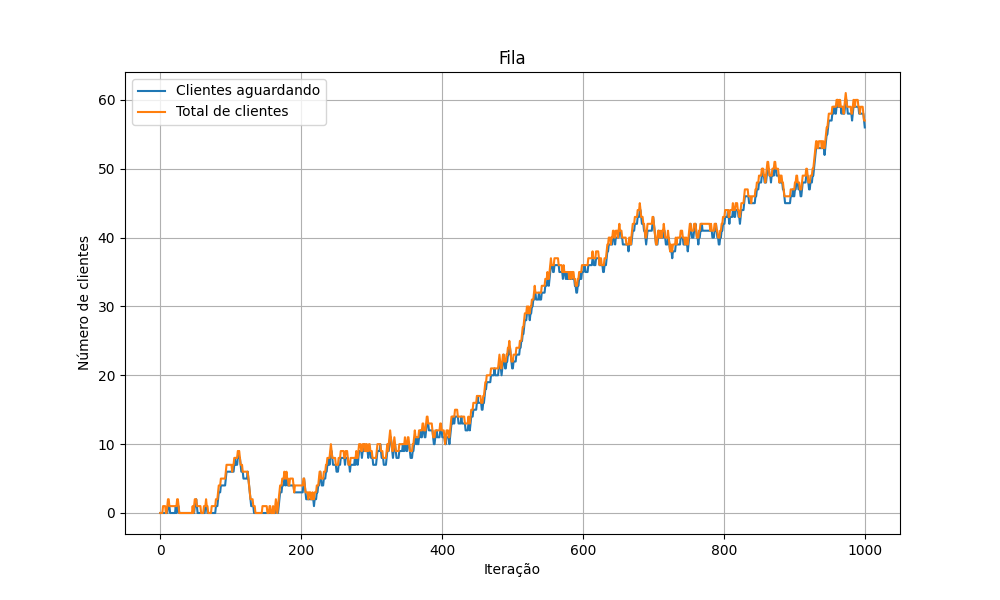 Fila
Clientes aguardando
Total de clientes
Número de clientes
60
50
40
30
20
10
0
0 200 400 600 800 1000
Iteração